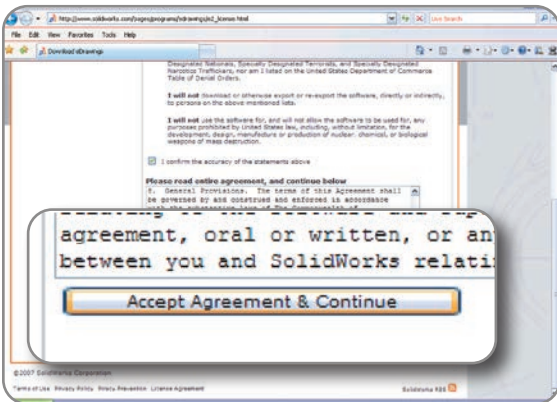 http://www.solidworks.com/pages/programs/edrawings/e2_license.html
Live Search
File Edit View Favorites Tools Help
Download eDrawings
Designated Nationals, Specially Designated Terrorists, and Specially Designated
Narcotics Traffickers, nor am I listed on the United States Department of Commerce
Table of Denial Orders.
I will not download or otherwise export or re-export the software, directly or indirectly,
to persons on the above mentioned lists.
I will not use the software for, and will not allow the software to be used for, any
purposes prohibited by United States law, including, without limitation, for the
development, design, manufacture or production of nuclear, chemical, or biological
weapons of mass destruction.
I confirm the accuracy of the statements above
Please read entire agreement, and continue below
8. General Provisions. The terms of this Agreement shall
be governed by and construed and enforced in accordance
agreement, oral or written, or an
between you and SolidWorks relati
Accept Agreement & Continue
©2007 SolidWorks Corporation
Terms of Use Privacy Policy Piracy Prevention License Agreement
SolidWorks RSS